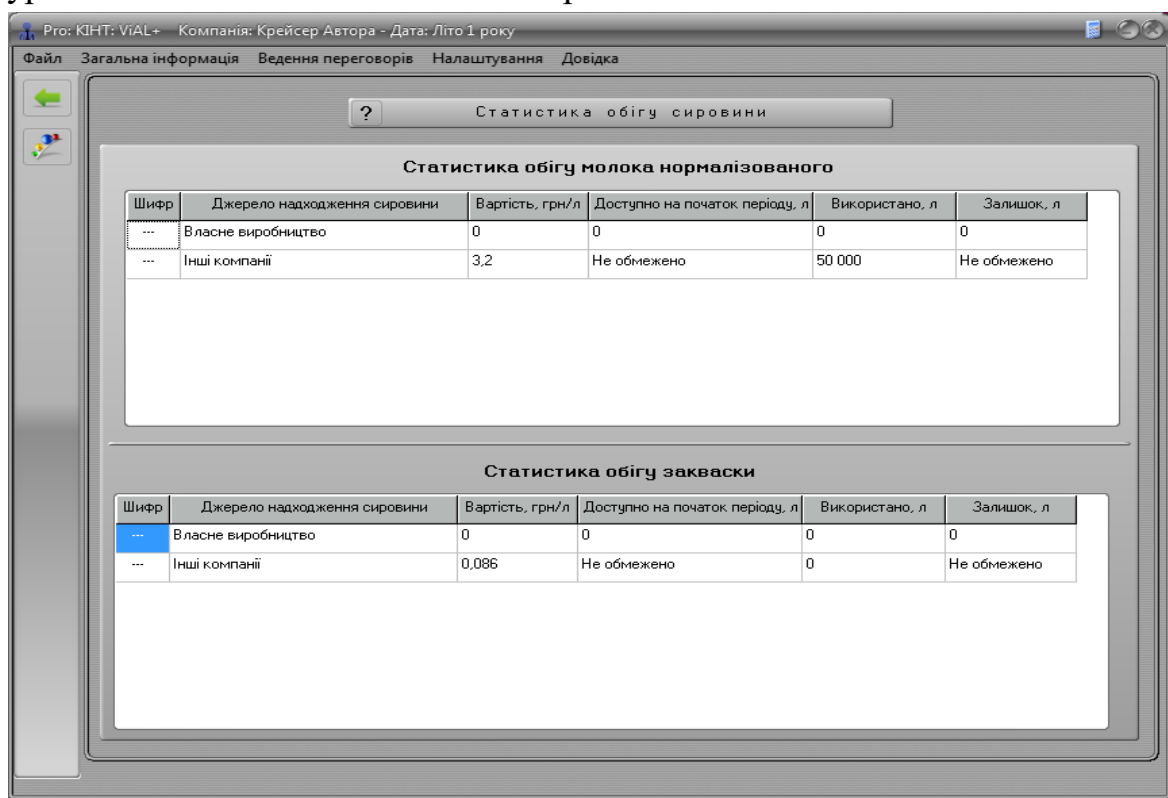 Pro: КІНТ: ViAL+ Компанія: Крейсер Автора - Дата: Літо 1 року
Файл Загальна інформація Ведення переговорів Налаштування Довідка
? Статистика обігу сировини
Статистика обігу молока нормалізованого
Шифр Джерело надходження сировини Вартість, грн/л Доступно на початок періоду, л Використано, л Залишок, л
--- Власне виробництво 0 0 0 0
--- Інші компанії 3,2 Не обмежено 50 000 Не обмежено
Статистика обігу закваски
Шифр Джерело надходження сировини Вартість, грн/л Доступно на початок періоду, л Використано, л Залишок, л
--- Власне виробництво 0 0 0 0
--- Інші компанії 0,086 Не обмежено 0 Не обмежено